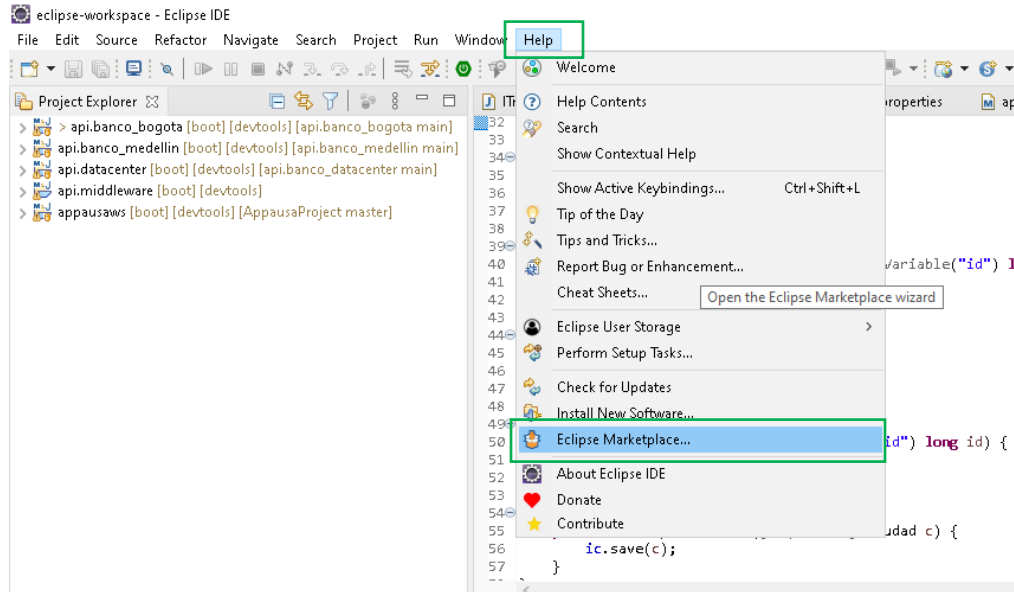 eclipse-workspace - Eclipse IDE
File Edit Source Refactor Navigate Search Project Run Window Help
Project Explorer
> api.banco_bogota [boot] [devtools] [api.banco_bogota main]
api.banco_medellin [boot] [devtools] [api.banco_medellin main]
api.datacenter [boot] [devtools] [api.banco_datacenter main]
api.middleware [boot] [devtools]
appausaws [boot] [devtools] [AppausaProject master]
Welcome
Help Contents
Search
Show Contextual Help
Show Active Keybindings... Ctrl+Shift+L
Tip of the Day
Tips and Tricks...
Report Bug or Enhancement...
Cheat Sheets...
Open the Eclipse Marketplace wizard
Eclipse User Storage
Perform Setup Tasks...
Check for Updates
Install New Software...
Eclipse Marketplace...
About Eclipse IDE
Donate
Contribute
32
33
34
35
36
37
38
39
40
41
42
43
44
45
46
47
48
49
50
51
52
53
54
55
56
57
("id")
id") long id) {
c) {
ic.save(c);
}